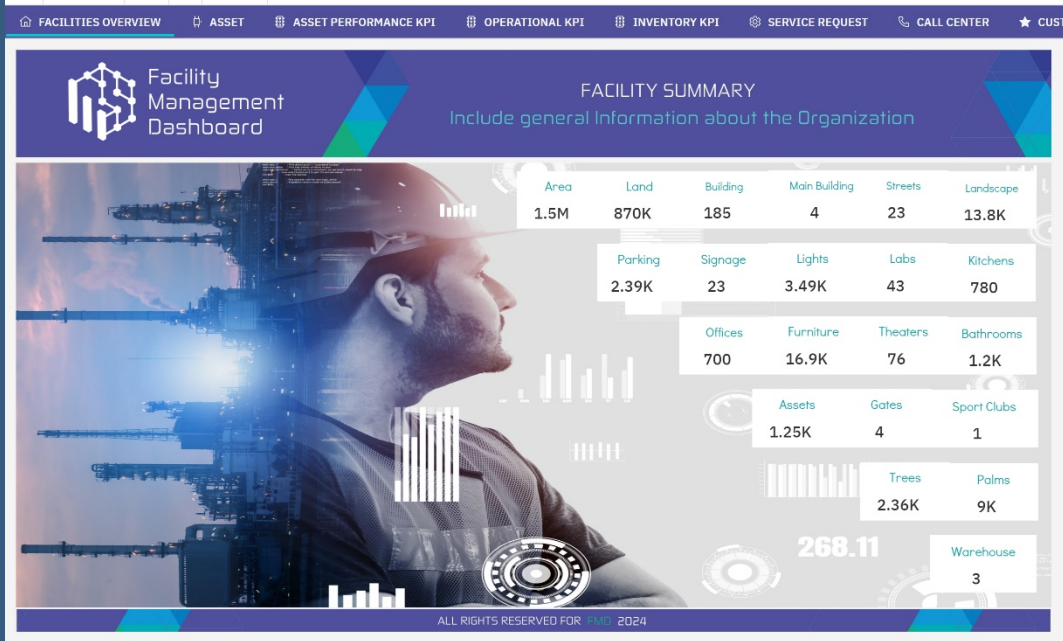 FACILITIES OVERVIEW ASSET ASSET PERFORMANCE KPI OPERATIONAL KPI INVENTORY KPI SERVICE REQUEST CALL CENTER CUST
Facility
Management
Dashboard
FACILITY SUMMARY
Include general Information about the Organization
Area Land Building Main Building Streets Landscape
1.5M 870K 185 4 23 13.8K
Parking Signage Lights Labs Kitchens
2.39K 23 3.49K 43 780
Offices Furniture Theaters Bathrooms
700 16.9K 76 1.2K
Assets Gates Sport Clubs
1.25K 4 1
Trees Palms
2.36K 9K
268.11
Warehouse
3
ALL RIGHTS RESERVED FOR FMD 2024